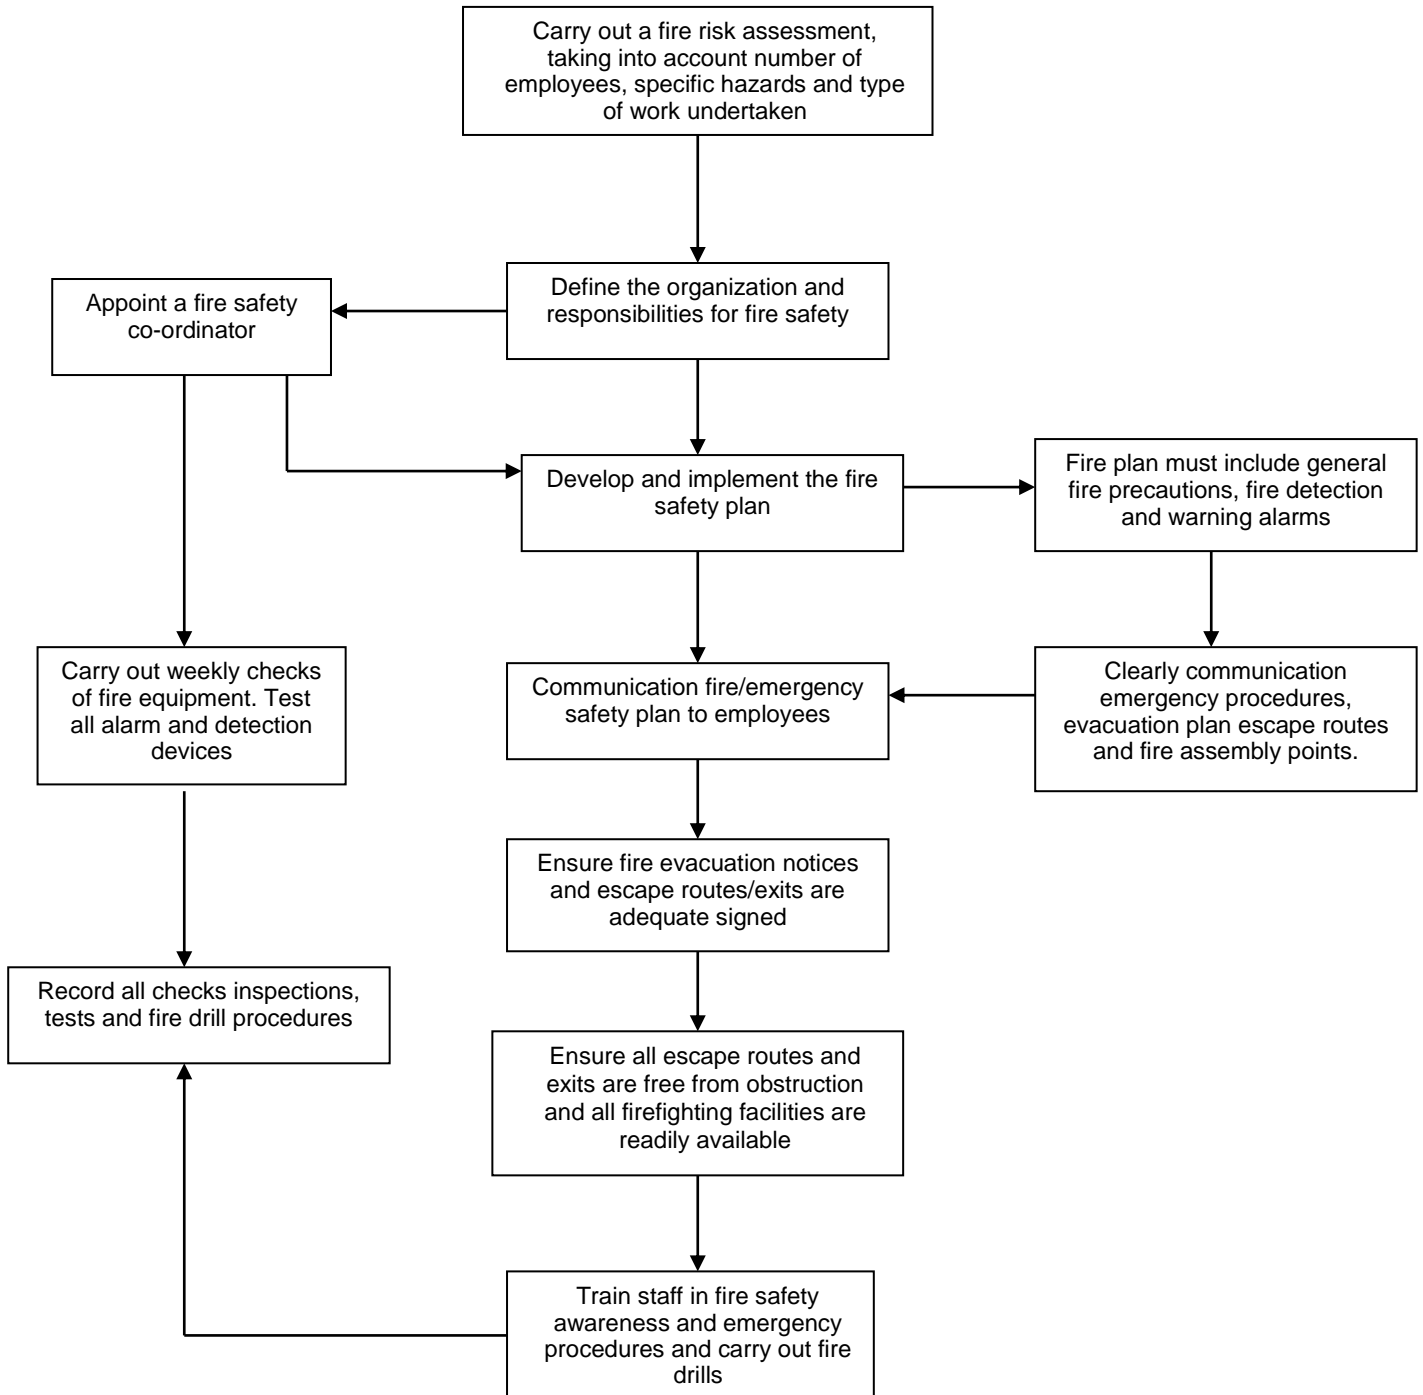 Carry out a fire risk assessment,
taking into account number of
employees, specific hazards and type
of work undertaken
Define the organization and
responsibilities for fire safety
Appoint a fire safety
co-ordinator
Develop and implement the fire
safety plan
Fire plan must include general
fire precautions, fire detection
and warning alarms
Carry out weekly checks
of fire equipment. Test
all alarm and detection
devices
Communication fire/emergency
safety plan to employees
Clearly communication
emergency procedures,
evacuation plan escape routes
and fire assembly points.
Ensure fire evacuation notices
and escape routes/exits are
adequate signed
Record all checks inspections,
tests and fire drill procedures
Ensure all escape routes and
exits are free from obstruction
and all firefighting facilities are
readily available
Train staff in fire safety
awareness and emergency
procedures and carry out fire
drills